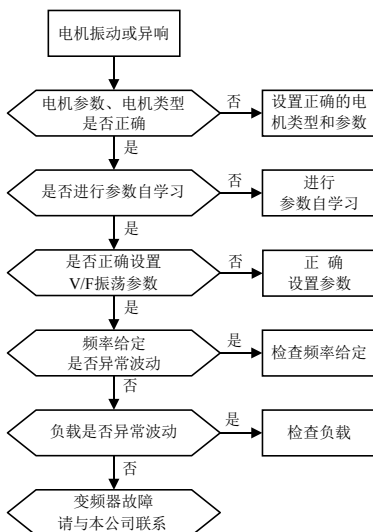 电机振动或异响
电机参数、电机类型
是否正确
否
设置正确的电
机类型和参数
是
是否进行参数自学习
否
进行
参数自学习
是
是否正确设置
V/F振荡参数
否
正 确
设置参数
是
频率给定
是否异常波动
是
检查频率给定
否
负载是否异常波动
是
检查负载
否
变频器故障
请与本公司联系